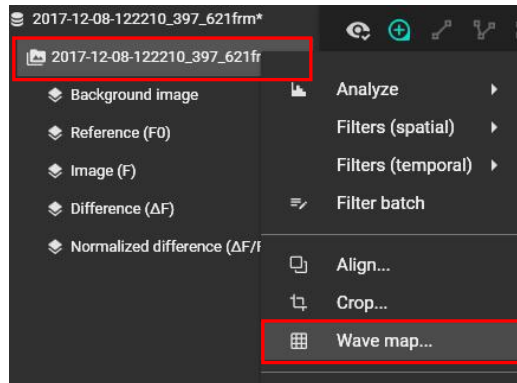 2017-12-08-122210_397_621frm*
2017-12-08-122210_397_621fr
Background image
Reference (F0)
Image (F)
Difference (ΔF)
Normalized difference (ΔF/F
Analyze
Filters (spatial)
Filters (temporal)
Filter batch
Align...
Crop...
Wave map...